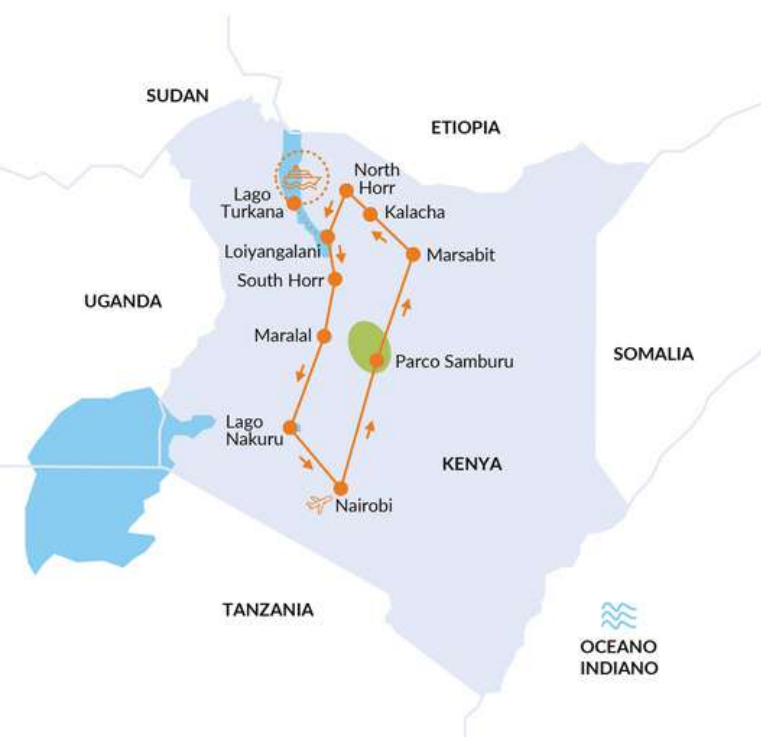 SUDAN
ETIOPIA
North
Horr
Lago
Turkana
Kalacha
Loiyangalani
Marsabit
South Horr
UGANDA
Maralal
SOMALIA
Parco Samburu
Lago
Nakuru
KENYA
Nairobi
TANZANIA
OCEANO
INDIANO